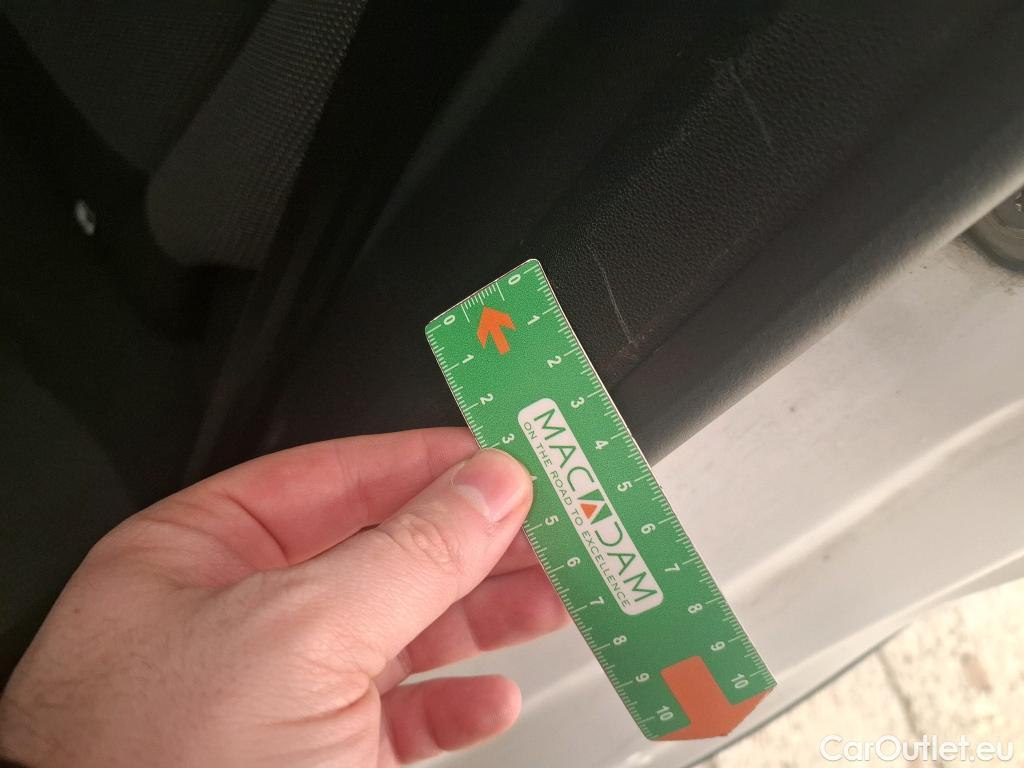 0 1 2 3 4 5 6 7 8 9 10
0 1 2 3 4 5 6 7 8 9 10
MACADAM
ON THE ROAD TO EXCELLENCE
CarOutlet.eu